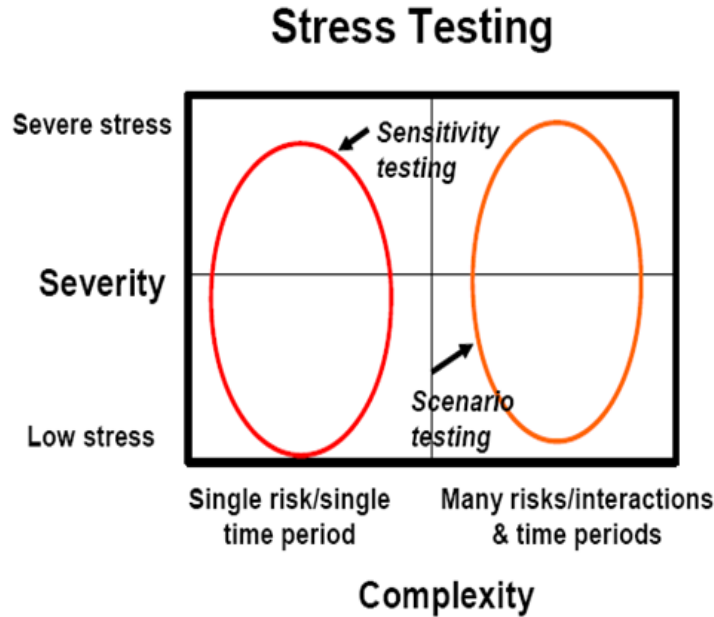 Stress Testing
Severe stress
Sensitivity
testing
Severity
Scenario
testing
Low stress
Single risk/single
time period
Many risks/interactions
& time periods
Complexity